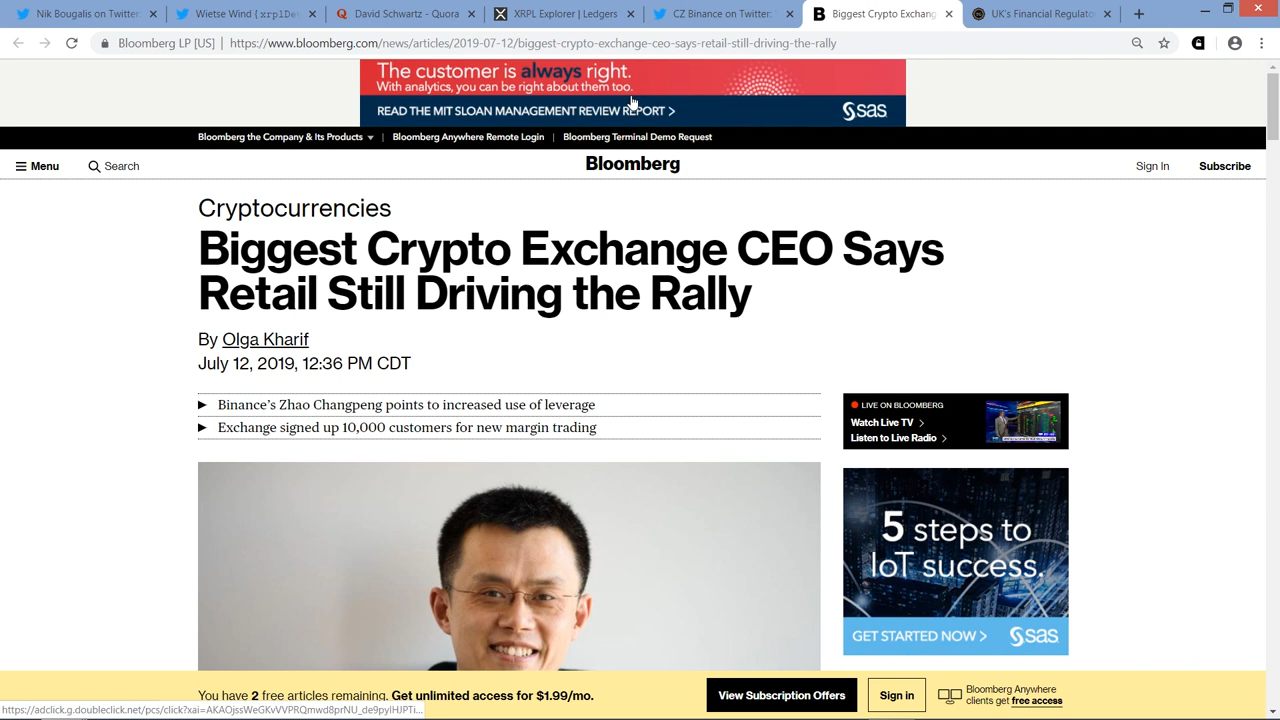 Nik Bougalis on Twitter:
Wietse Wind ( xrpl
David Schwartz - Quora
XRPL Explorer | Ledgers
CZ Binance on Twitter:
Biggest Crypto Exchang
UK's Financial Regulato
Bloomberg LP [US] | https://www.bloomberg.com/news/articles/2019-07-12/biggest-crypto-exchange-ceo-says-retail-still-driving-the-rally
The customer is always right.
With analytics, you can be right about them too.
READ THE MIT SLOAN MANAGEMENT REVIEW REPORT >
sas
Bloomberg the Company & Its Products | Bloomberg Anywhere Remote Login | Bloomberg Terminal Demo Request
Menu
Search
Bloomberg
Sign In
Subscribe
Cryptocurrencies
Biggest Crypto Exchange CEO Says
Retail Still Driving the Rally
By Olga Kharif
July 12, 2019, 12:36 PM CDT
Binance's Zhao Changpeng points to increased use of leverage
Exchange signed up 10,000 customers for new margin trading
LIVE ON BLOOMBERG
Watch Live TV >
Listen to Live Radio >
5 steps to
IoT success.
GET STARTED NOW >
sas
You have 2 free articles remaining. Get unlimited access for $1.99/mo.
View Subscription Offers
Sign in
Bloomberg Anywhere
clients get free access